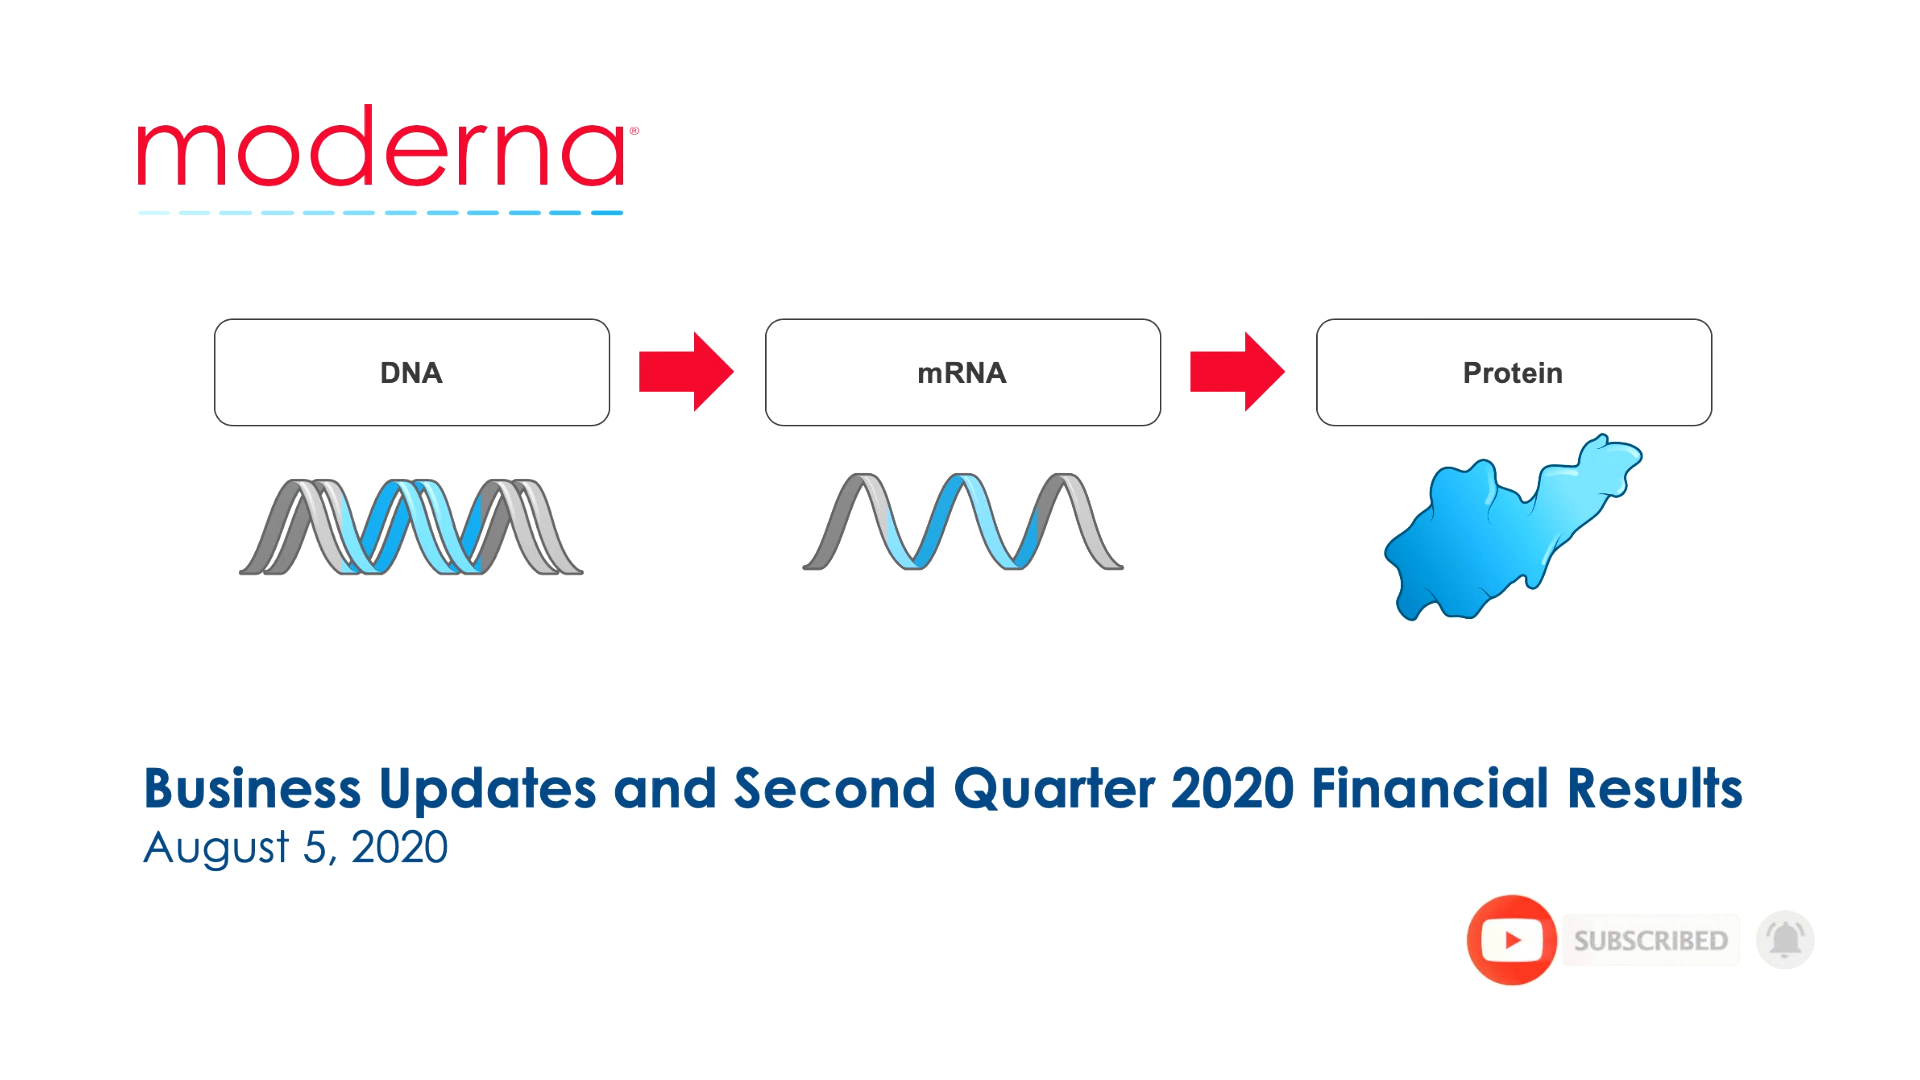 moderna®
DNA
mRNA
Protein
Business Updates and Second Quarter 2020 Financial Results
August 5, 2020
SUBSCRIBED